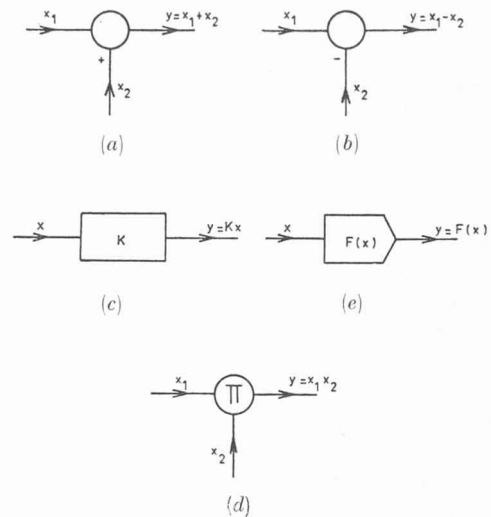 x₁ y=x₁+x₂
+
x₂
(a)
x₁ y=x₁-x₂
-
x₂
(b)
x K y=Kx
(c)
x F(x) y=F(x)
(e)
x₁ π y=x₁ x₂
x₂
(d)